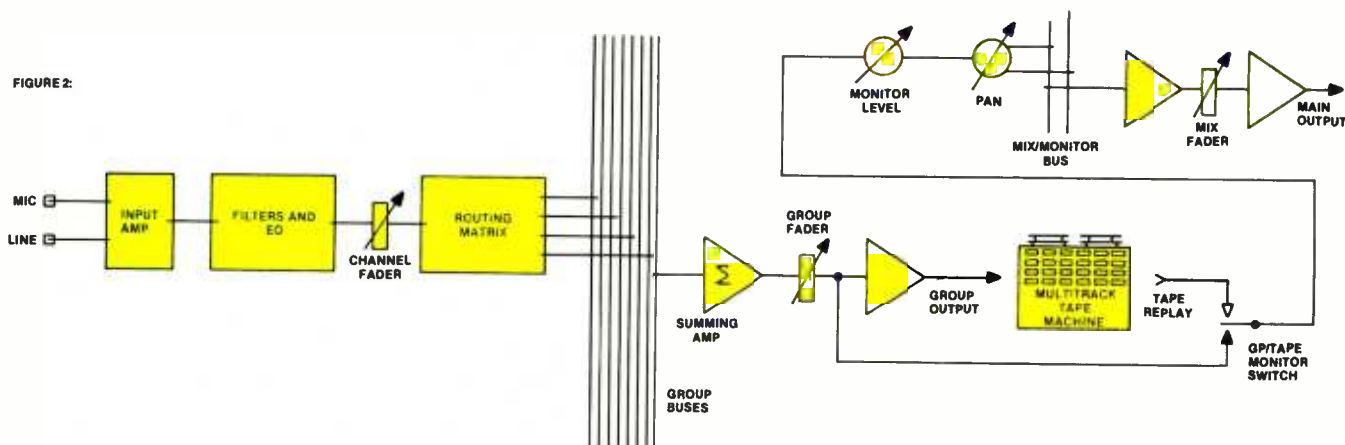 FIGURE 2:
MIC
LINE
INPUT
AMP
FILTERS AND
EQ
CHANNEL
FADER
ROUTING
MATRIX
GROUP
BUSES
SUMMING
AMP
Σ
GROUP
FADER
GROUP
OUTPUT
MULTITRACK
TAPE
MACHINE
TAPE
REPLAY
GP/TAPE
MONITOR
SWITCH
MONITOR
LEVEL
PAN
MIX/MONITOR
BUS
MIX
FADER
MAIN
OUTPUT